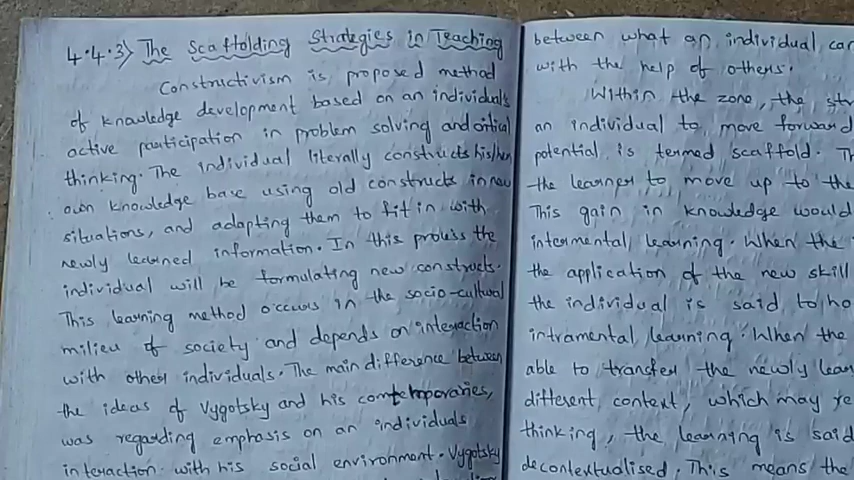 4.4.3) The Scaffolding Strategies in Teaching
Constructivism is proposed method
of knowledge development based on an individuals
active participation in problem solving and critical
thinking. The individual literally constructs his/her
own knowledge base using old constructs in new
situations, and adapting them to fit in with
newly learned information. In this process the
individual will be formulating new constructs.
This learning method occurs in the socio-cultural
milieu of society and depends on interaction
with other individuals. The main difference between
the ideas of Vygotsky and his contemporaries,
was regarding emphasis on an individuals
interaction with his social environment. Vygotsky
between what an individual can
with the help of others.
Within the zone, the
an individual to move forward
potential is termed scaffold.
the learner to move up to the
This gain in knowledge would
intermental learning. When the
the application of the new skill
the individual is said to
intramental learning. When the
able to transfer the newly
different context, which may
thinking, the learning is said
decontextualised. This means the